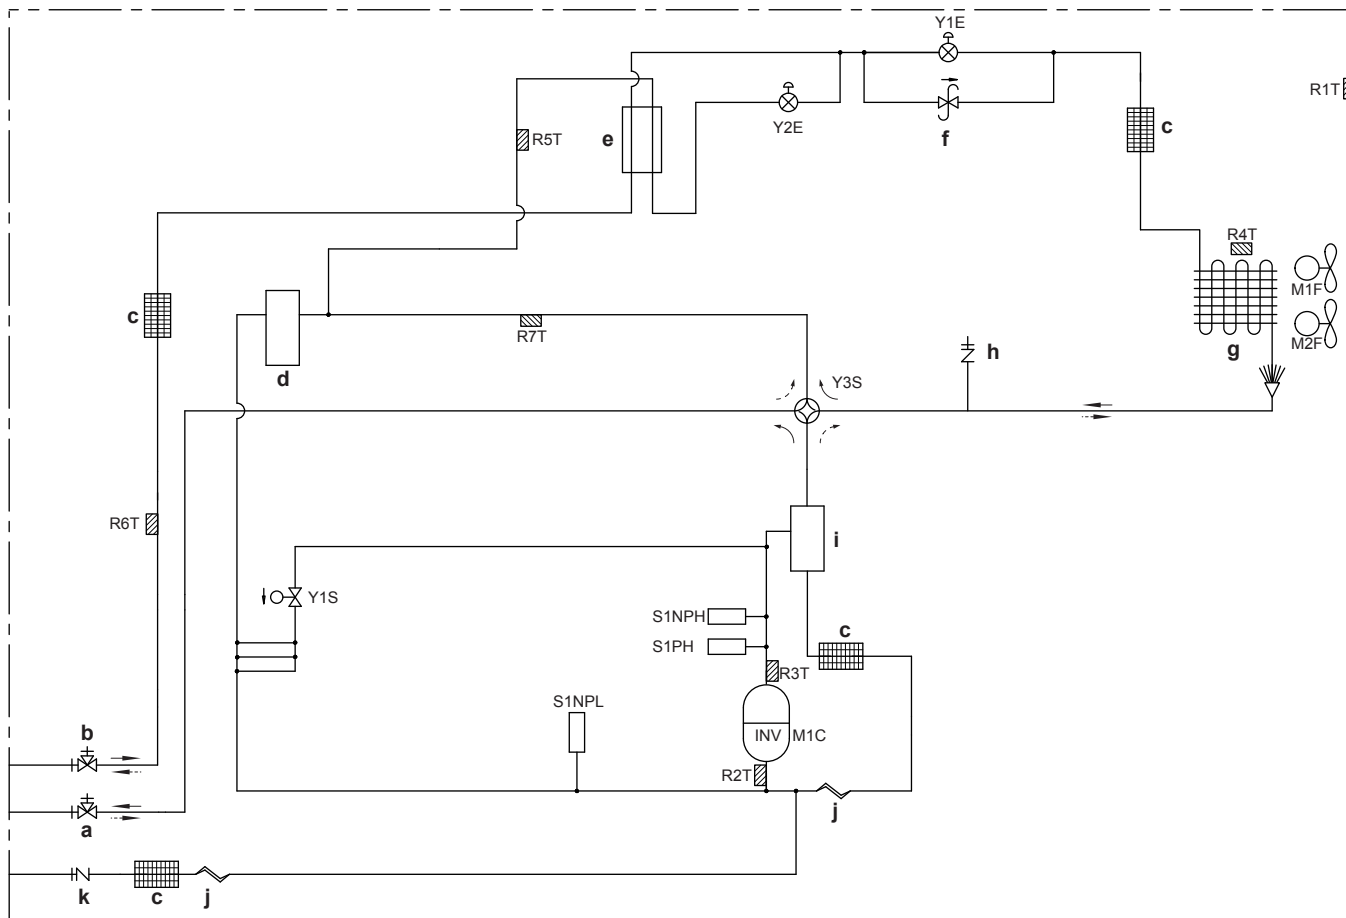 Y1E
R1T
c
f
Y2E
R5T
e
R4T
M1F
c
R7T
M2F
g
h
d
Y3S
R6T
i
Y1S
S1NPH
c
S1PH
R3T
S1NPL
b
INV M1C
R2T
j
a
k
c
j